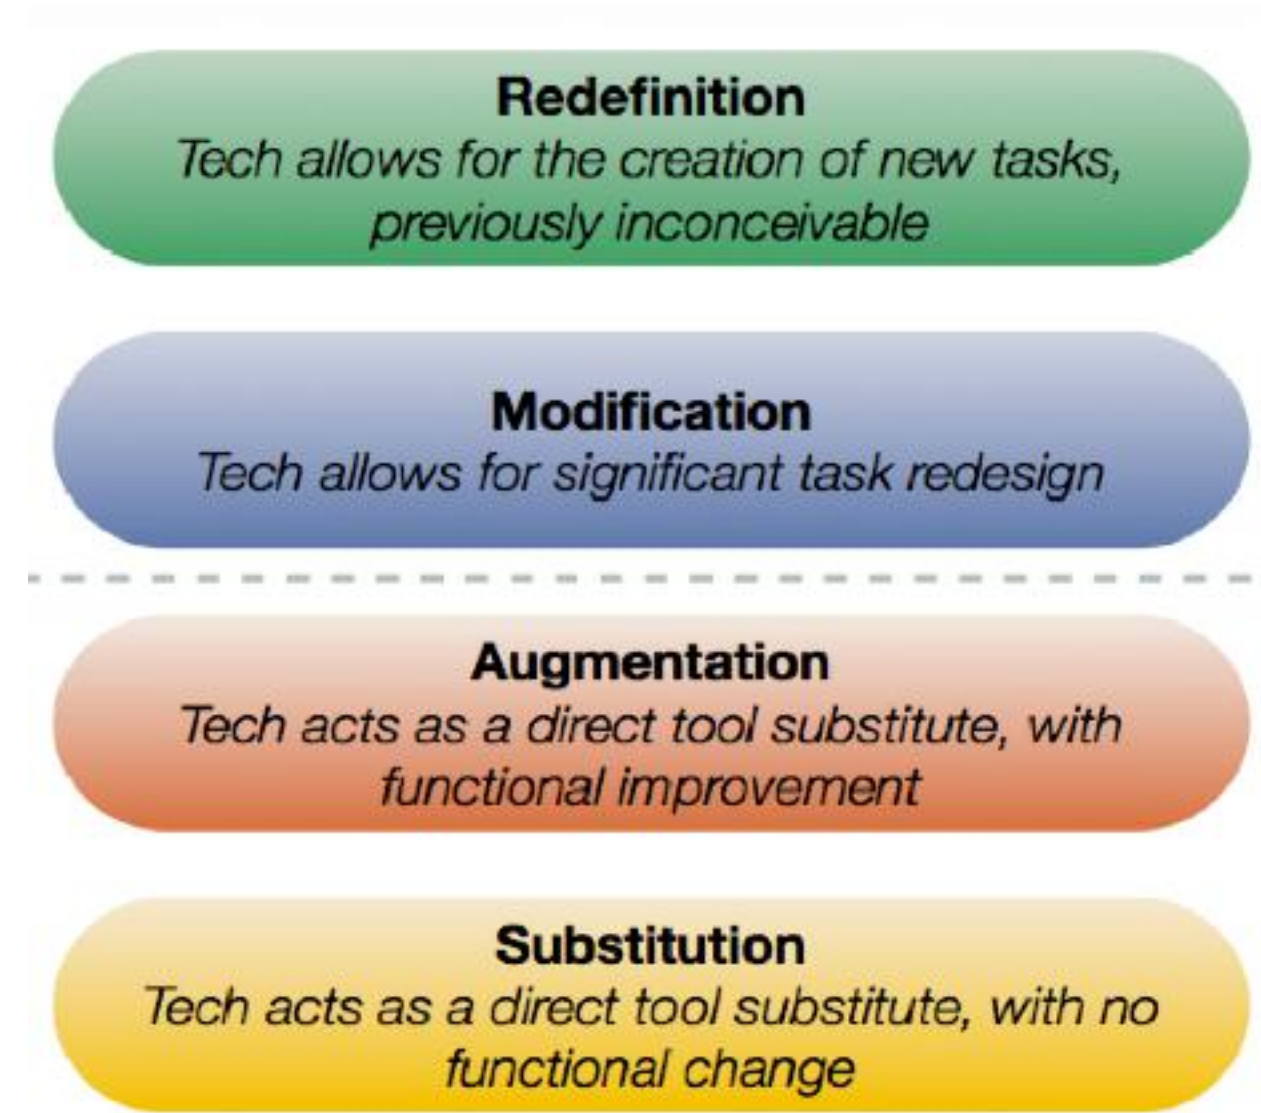 Redefinition
Tech allows for the creation of new tasks,
previously inconceivable
Modification
Tech allows for significant task redesign
Augmentation
Tech acts as a direct tool substitute, with
functional improvement
Substitution
Tech acts as a direct tool substitute, with no
functional change